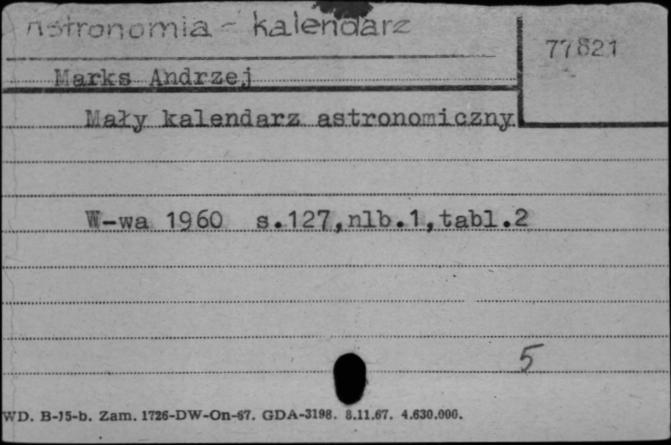 Astronomia - kalendarz
77821
Marks Andrzej
Mały kalendarz astronomiczny
W-wa 1960 s.127,nlb.1,tabl.2
5
WD. B-15-b. Zam. 1726-DW-On-67. GDA-3198. 8.11.67. 4.630.000.